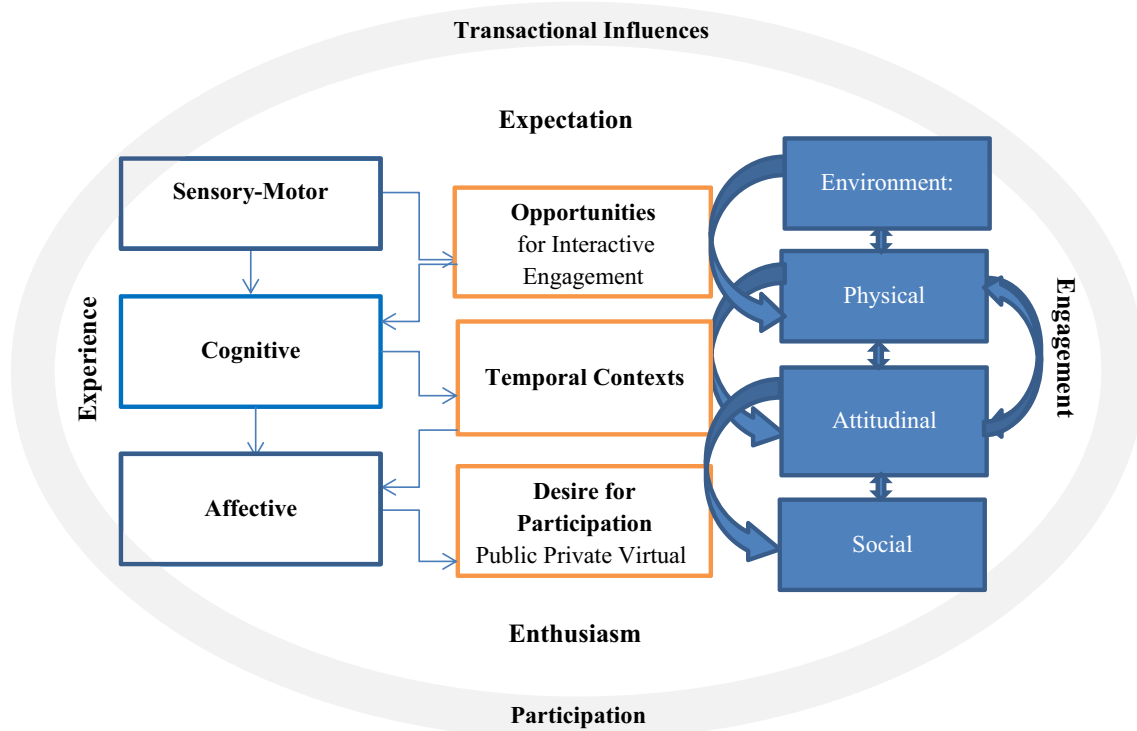 Transactional Influences
Expectation
Sensory-Motor
Opportunities
for Interactive
Engagement
Environment:
Physical
Experience
Cognitive
Temporal Contexts
Engagement
Attitudinal
Affective
Desire for
Participation
Public Private Virtual
Social
Enthusiasm
Participation